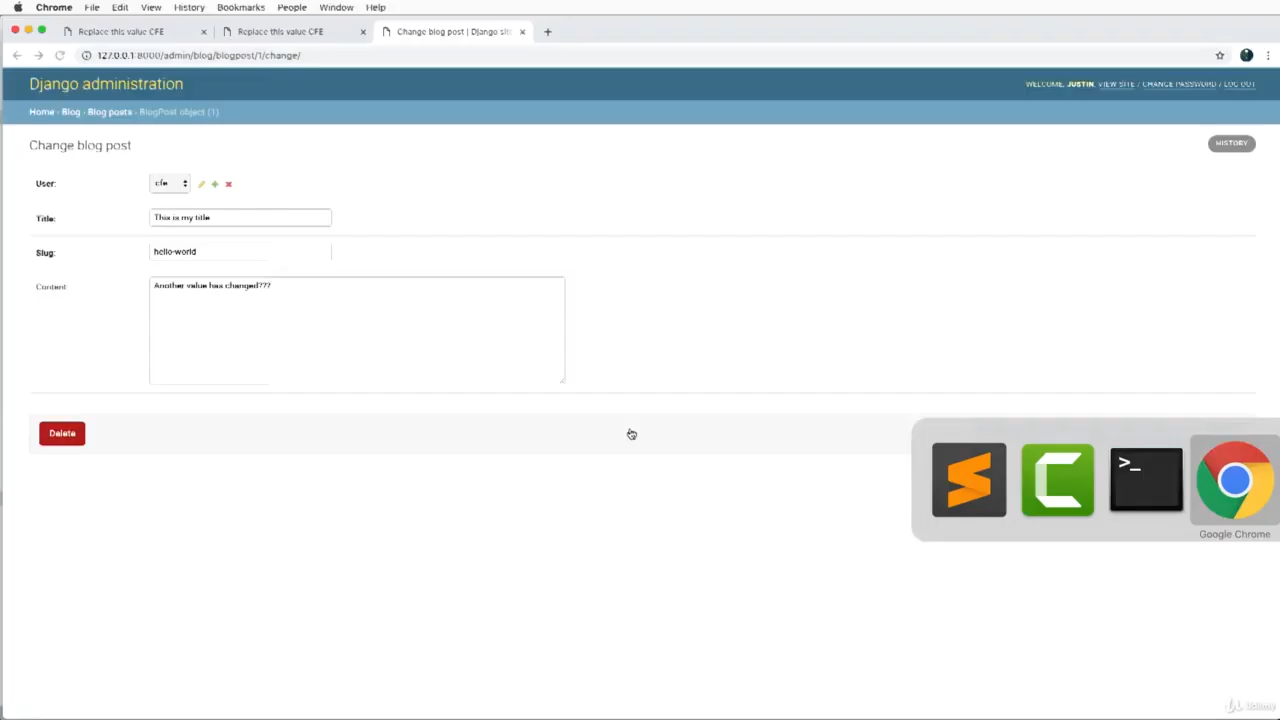 Chrome File Edit View History Bookmarks People Window Help
Replace this value CFE × Replace this value CFE × Change blog post | Django site × +
127.0.0.1:8000/admin/blog/blogpost/1/change/
Django administration
WELCOME, JUSTIN. VIEW SITE / CHANGE PASSWORD / LOG OUT
Home › Blog › Blog posts › BlogPost object (1)
Change blog post
HISTORY
User: cfe
Title: This is my title
Slug: hello-world
Content: Another value has changed???
Delete
>_
Google Chrome
Udemy